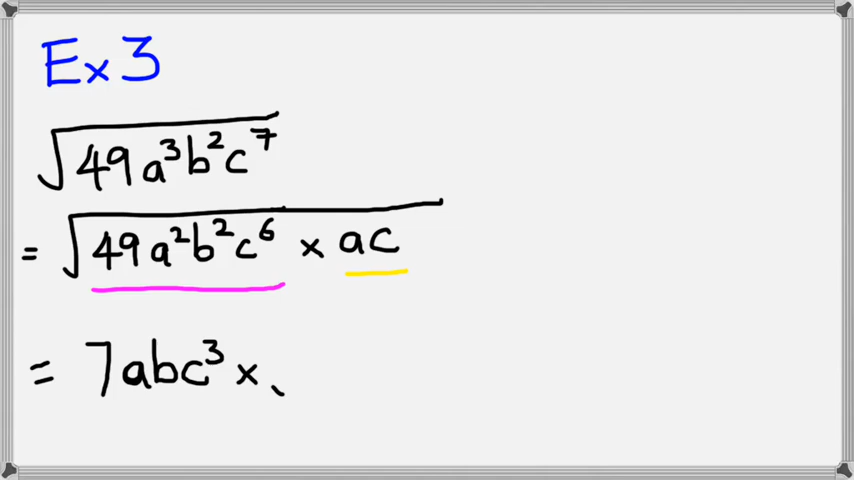 Ex 3
√49a³b²c⁷
= √49a²b²c⁶ × ac
= 7abc³ ×